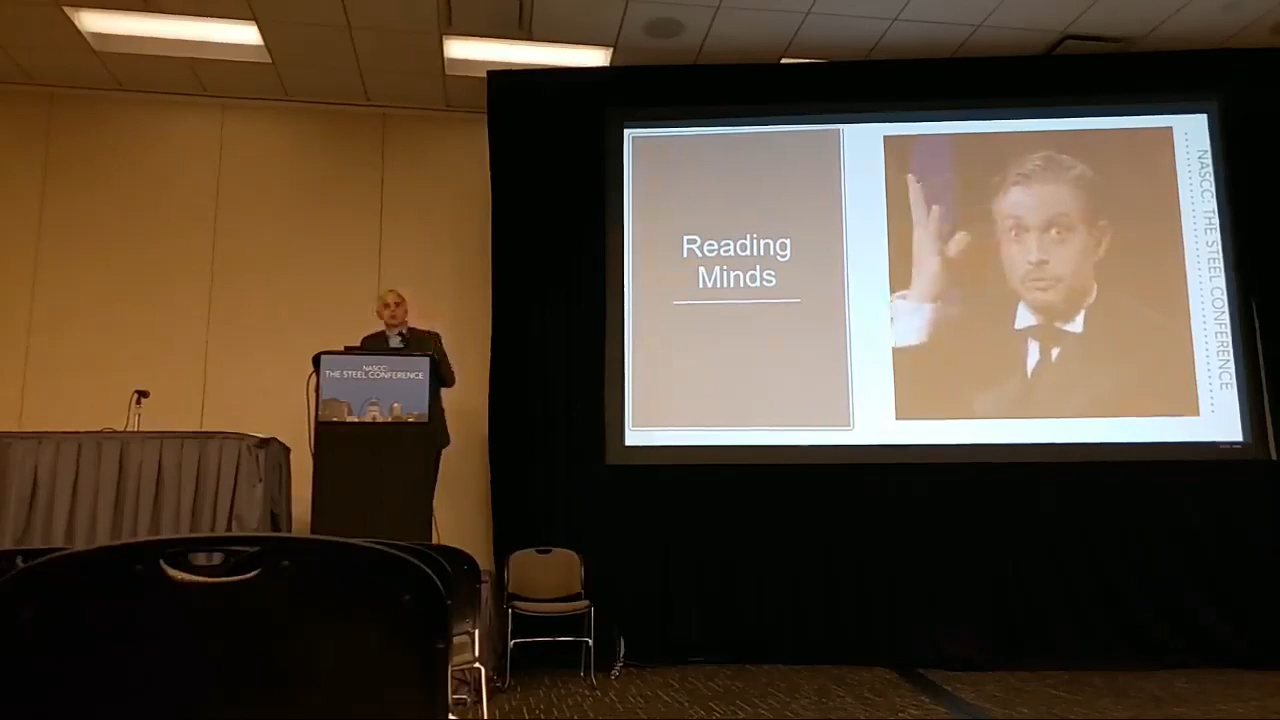 NASCC:
THE STEEL CONFERENCE
Reading
Minds
NASCC: THE STEEL CONFERENCE